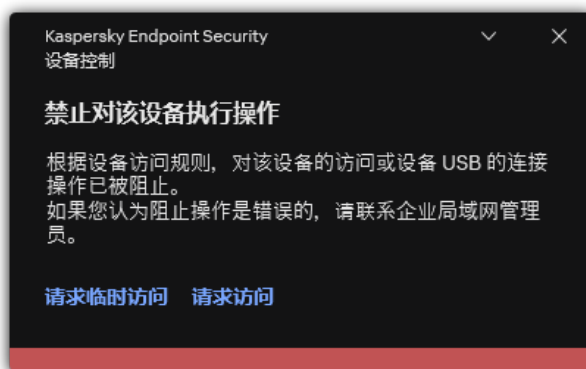 Kaspersky Endpoint Security
设备控制
禁止对该设备执行操作
根据设备访问规则，对该设备的访问或设备 USB 的连接
操作已被阻止。
如果您认为阻止操作是错误的，请联系企业局域网管理
员。
请求临时访问 请求访问